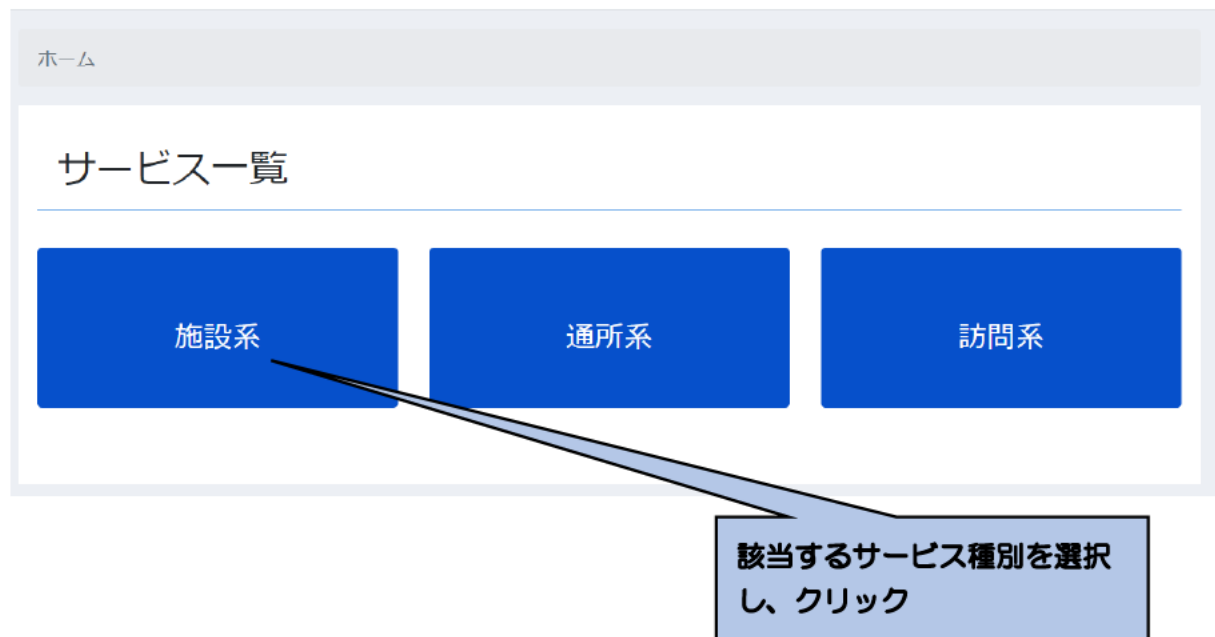 ホーム
サービス一覧
施設系
通所系
訪問系
該当するサービス種別を選択
し、クリック